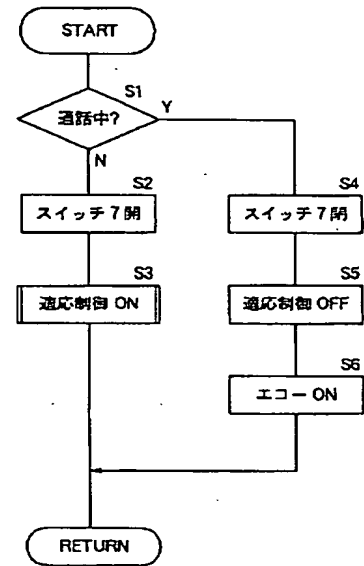 START
S1
通話中?
Y
N
S2
スイッチ7開
S4
スイッチ7閉
S3
適応制御 ON
S5
適応制御 OFF
S6
エコー ON
RETURN